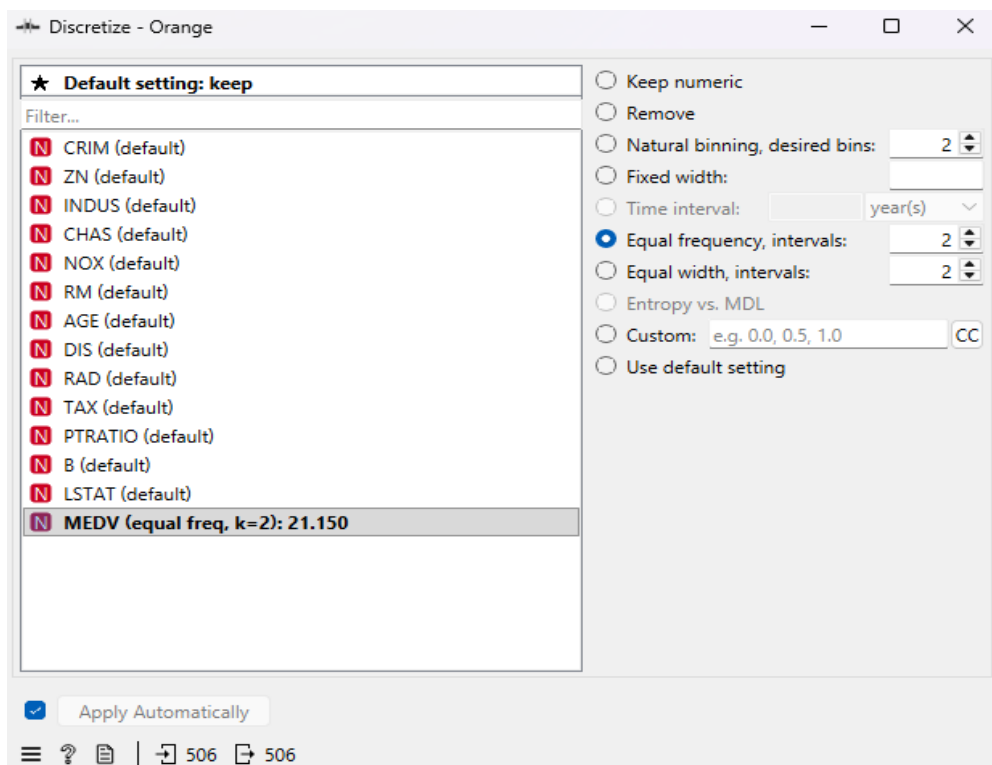 Discretize - Orange
★ Default setting: keep
Filter...
N CRIM (default)
N ZN (default)
N INDUS (default)
N CHAS (default)
N NOX (default)
N RM (default)
N AGE (default)
N DIS (default)
N RAD (default)
N TAX (default)
N PTRATIO (default)
N B (default)
N LSTAT (default)
N MEDV (equal freq, k=2): 21.150
Keep numeric
Remove
Natural binning, desired bins: 2
Fixed width:
Time interval: year(s)
Equal frequency, intervals: 2
Equal width, intervals: 2
Entropy vs. MDL
Custom: e.g. 0.0, 0.5, 1.0 CC
Use default setting
Apply Automatically
? 506 506